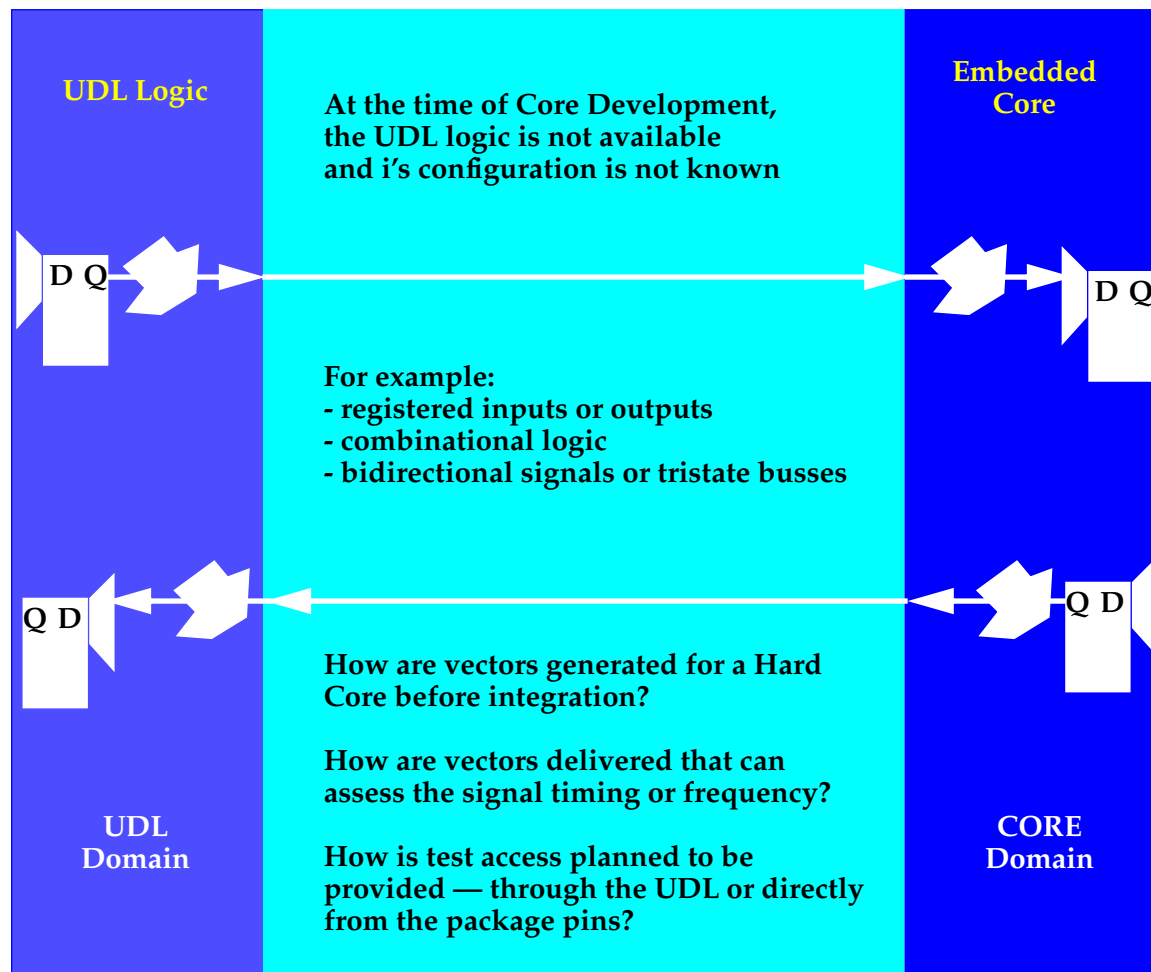 UDL Logic
Embedded
Core
At the time of Core Development,
the UDL logic is not available
and i's configuration is not known
D Q
D Q
For example:
- registered inputs or outputs
- combinational logic
- bidirectional signals or tristate busses
Q D
Q D
How are vectors generated for a Hard
Core before integration?
How are vectors delivered that can
assess the signal timing or frequency?
UDL
Domain
CORE
Domain
How is test access planned to be
provided — through the UDL or directly
from the package pins?